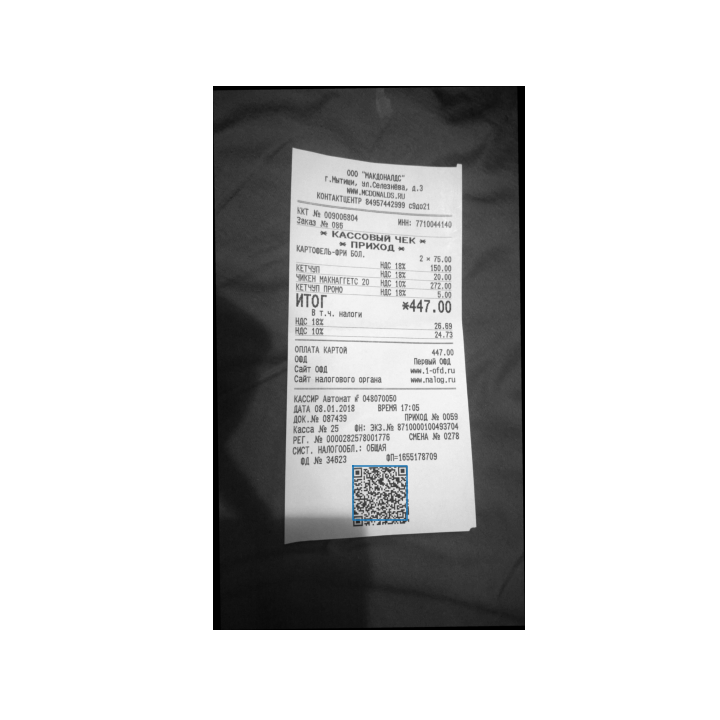 ООО "МАКДОНАЛДС"
г.Мытищи, ул.Селезнёва, д.3
WWW.MCDONALDS.RU
КОНТАКТЦЕНТР 84957442999 с9до21
ККТ № 009006804 ИНН: 7710044140
Заказ № 086
* КАССОВЫЙ ЧЕК *
* ПРИХОД *
КАРТОФЕЛЬ-ФРИ БОЛ. 2 * 75.00
НДС 18% 150.00
КЕТЧУП НДС 18% 20.00
ЧИКЕН МАКНАГГЕТС 20 НДС 10% 272.00
КЕТЧУП ПРОМО НДС 18% 5.00
ИТОГ *447.00
В т.ч. налоги
НДС 18% 26.69
НДС 10% 24.73
ОПЛАТА КАРТОЙ 447.00
ОФД Первый ОФД
Сайт ОФД www.1-ofd.ru
Сайт налогового органа www.nalog.ru
КАССИР Автомат # 048070050
ДАТА 08.01.2018 ВРЕМЯ 17:05
ДОК.№ 087439 ПРИХОД № 0059
Касса № 25 ФН: ЭКЗ.№ 8710000100493704
РЕГ. № 0000282578001776 СМЕНА № 0278
СИСТ. НАЛОГООБЛ.: ОБЩАЯ
ФД № 34623 ФП=1655178709